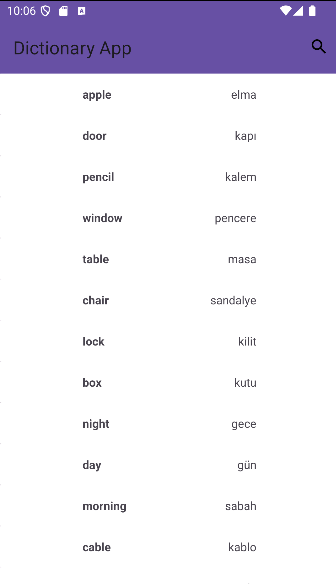 10:06
Dictionary App
apple elma
door kapı
pencil kalem
window pencere
table masa
chair sandalye
lock kilit
box kutu
night gece
day gün
morning sabah
cable kablo